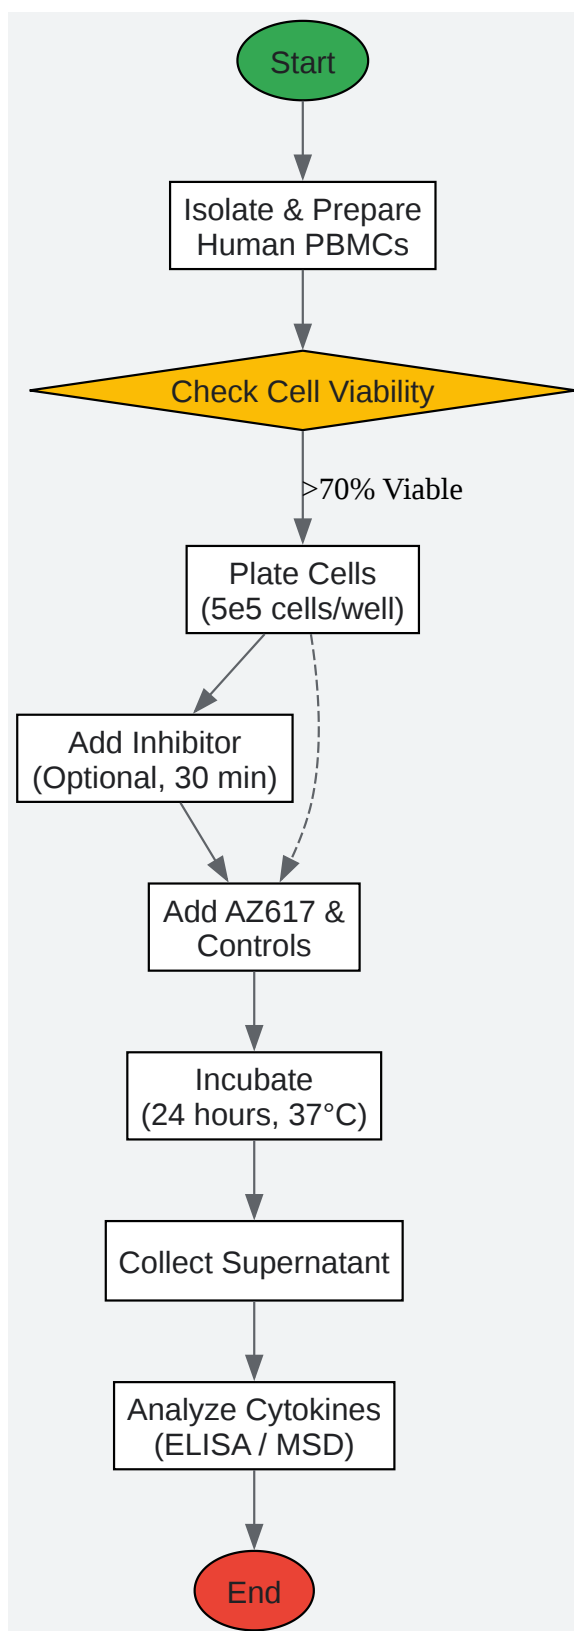 Start
Isolate & Prepare
Human PBMCs
Check Cell Viability
>70% Viable
Plate Cells
(5e5 cells/well)
Add Inhibitor
(Optional, 30 min)
Add AZ617 &
Controls
Incubate
(24 hours, 37°C)
Collect Supernatant
Analyze Cytokines
(ELISA / MSD)
End